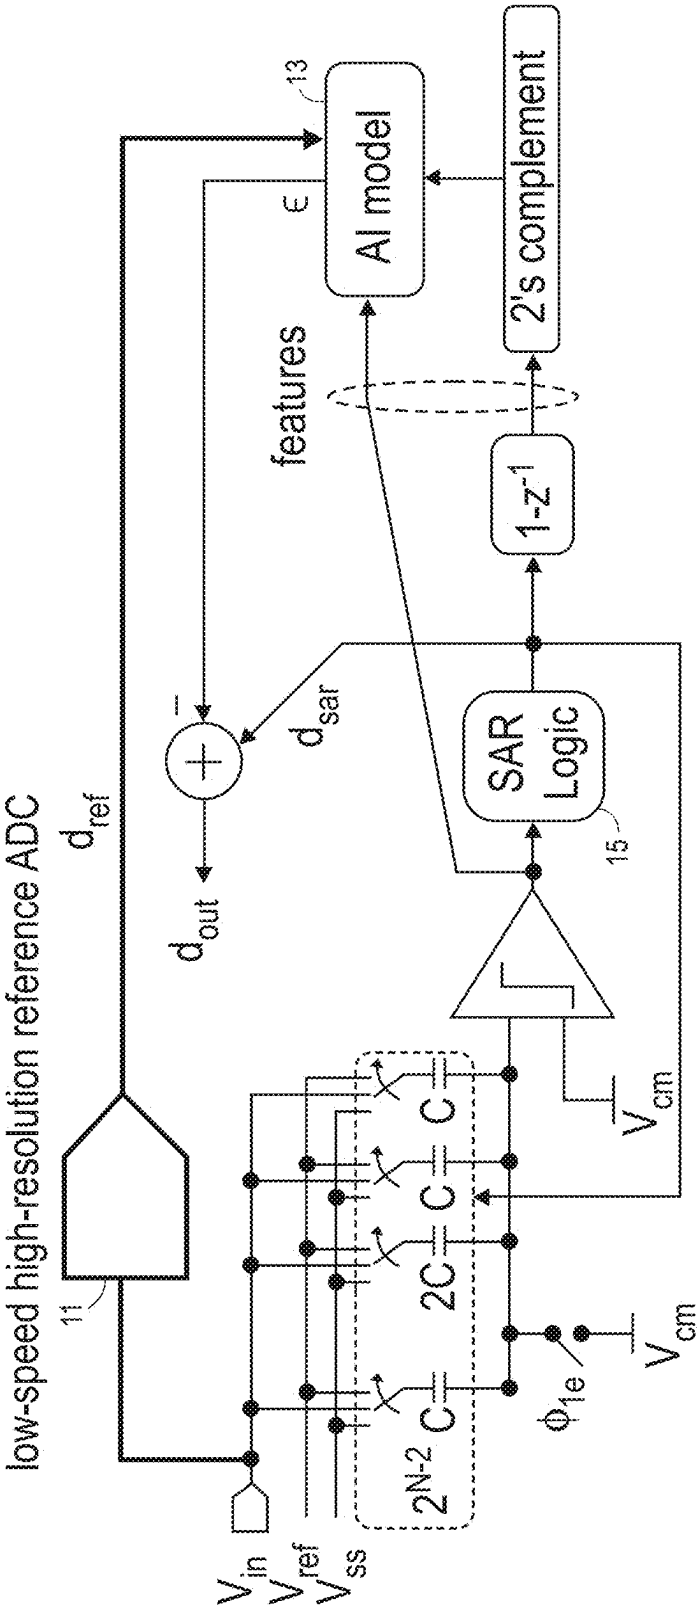 low-speed high-resolution reference ADC
11
d_ref
13
AI model
ε
−
+
d_out
d_sar
features
2's complement
1-z^-1
SAR
Logic
15
V_in
V_ref
V_ss
2^N-2 C
2C
C
C
ϕ_1e
V_cm
V_cm